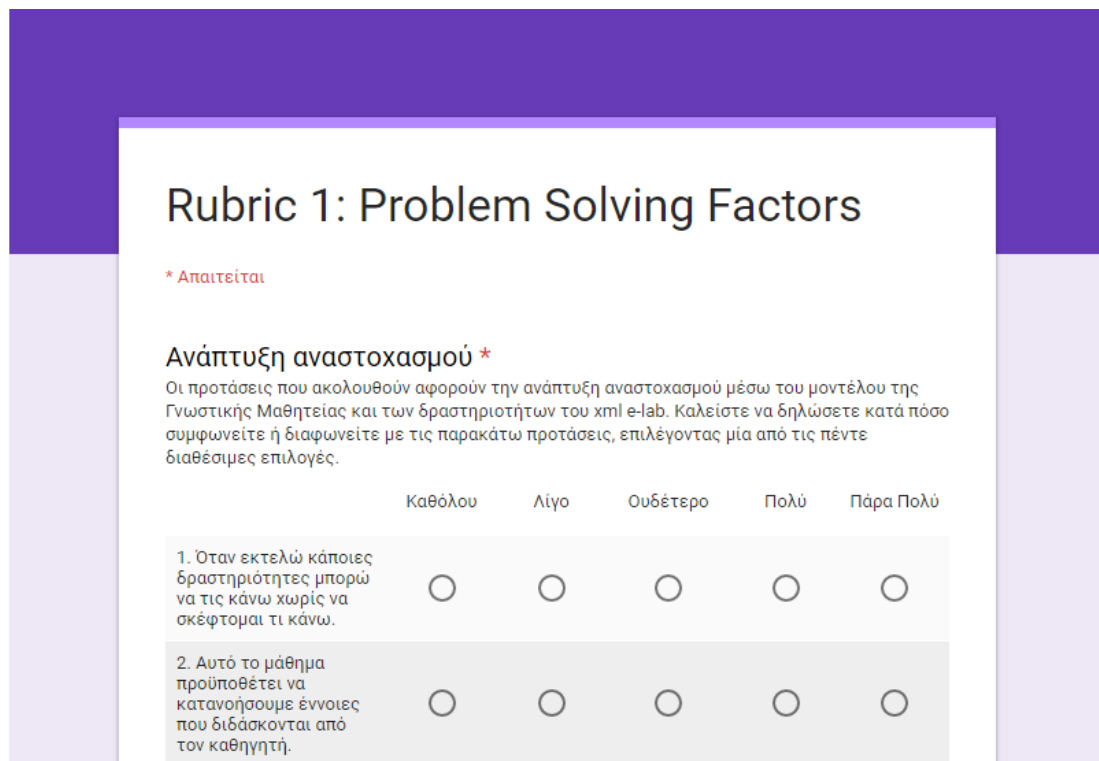 Rubric 1: Problem Solving Factors
* Απαιτείται
Ανάπτυξη αναστοχασμού *
Οι προτάσεις που ακολουθούν αφορούν την ανάπτυξη αναστοχασμού μέσω του μοντέλου της
Γνωστικής Μαθητείας και των δραστηριοτήτων του xml e-lab. Καλείστε να δηλώσετε κατά πόσο
συμφωνείτε ή διαφωνείτε με τις παρακάτω προτάσεις, επιλέγοντας μία από τις πέντε
διαθέσιμες επιλογές.
Καθόλου Λίγο Ουδέτερο Πολύ Πάρα Πολύ
1. Όταν εκτελώ κάποιες
δραστηριότητες μπορώ
να τις κάνω χωρίς να
σκέφτομαι τι κάνω.
2. Αυτό το μάθημα
προϋποθέτει να
κατανοήσουμε έννοιες
που διδάσκονται από
τον καθηγητή.